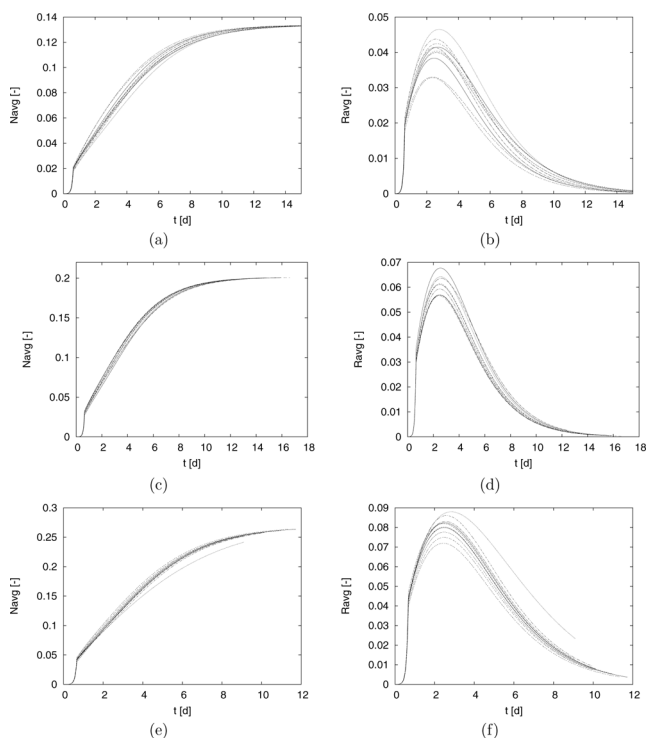 0.14
0.12
0.1
0.08
0.06
0.04
0.02
0
Navg [-]
0 2 4 6 8 10 12 14
t [d]
(a)
0.05
0.04
0.03
0.02
0.01
0
Ravg [-]
0 2 4 6 8 10 12 14
t [d]
(b)
0.2
0.15
0.1
0.05
0
Navg [-]
0 2 4 6 8 10 12 14 16 18
t [d]
(c)
0.07
0.06
0.05
0.04
0.03
0.02
0.01
0
Ravg [-]
0 2 4 6 8 10 12 14 16 18
t [d]
(d)
0.3
0.25
0.2
0.15
0.1
0.05
0
Navg [-]
0 2 4 6 8 10 12
t [d]
(e)
0.09
0.08
0.07
0.06
0.05
0.04
0.03
0.02
0.01
0
Ravg [-]
0 2 4 6 8 10 12
t [d]
(f)